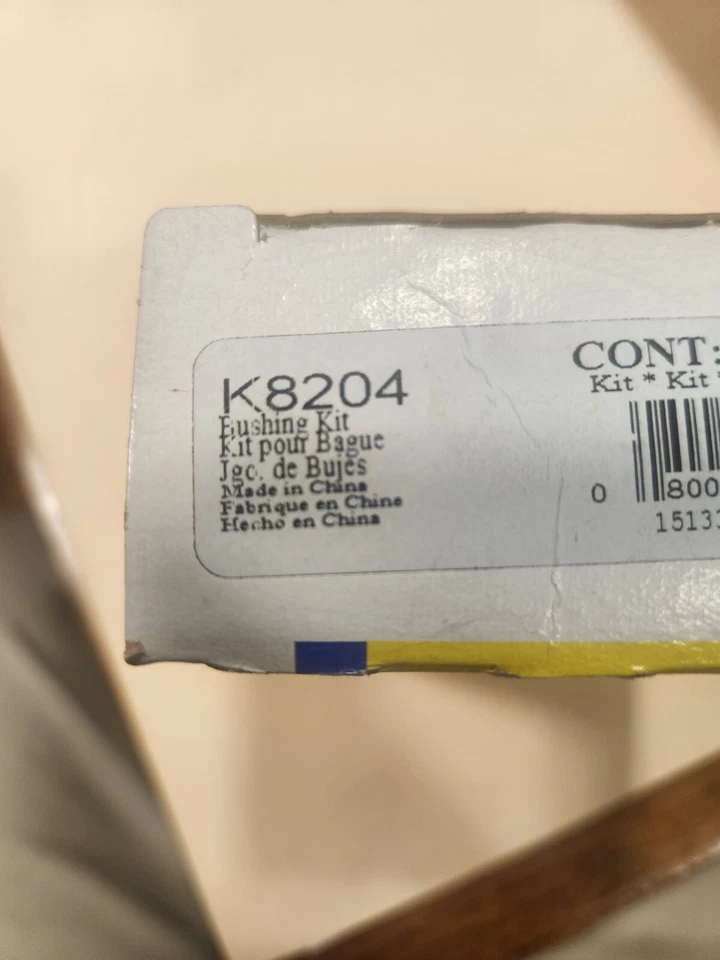 K8204
Bushing Kit
Kit pour Bague
Jgo. de Bujes
Made in China
Fabrique en Chine
Hecho en China
CONT:
Kit * Kit *
0 800
1513